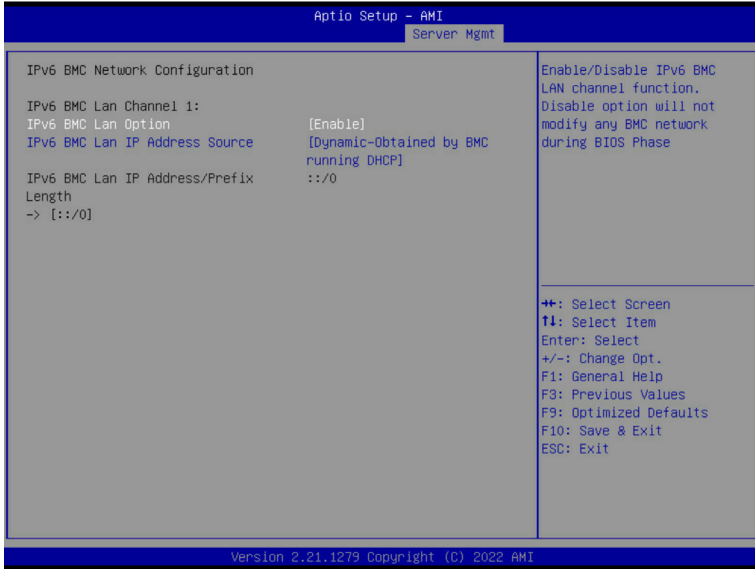 Aptio Setup – AMI
Server Mgmt
IPv6 BMC Network Configuration
IPv6 BMC Lan Channel 1:
IPv6 BMC Lan Option [Enable]
IPv6 BMC Lan IP Address Source [Dynamic-Obtained by BMC
running DHCP]
IPv6 BMC Lan IP Address/Prefix ::/0
Length
-> [::/0]
Enable/Disable IPv6 BMC
LAN channel function.
Disable option will not
modify any BMC network
during BIOS Phase
→←: Select Screen
↑↓: Select Item
Enter: Select
+/-: Change Opt.
F1: General Help
F3: Previous Values
F9: Optimized Defaults
F10: Save & Exit
ESC: Exit
Version 2.21.1279 Copyright (C) 2022 AMI